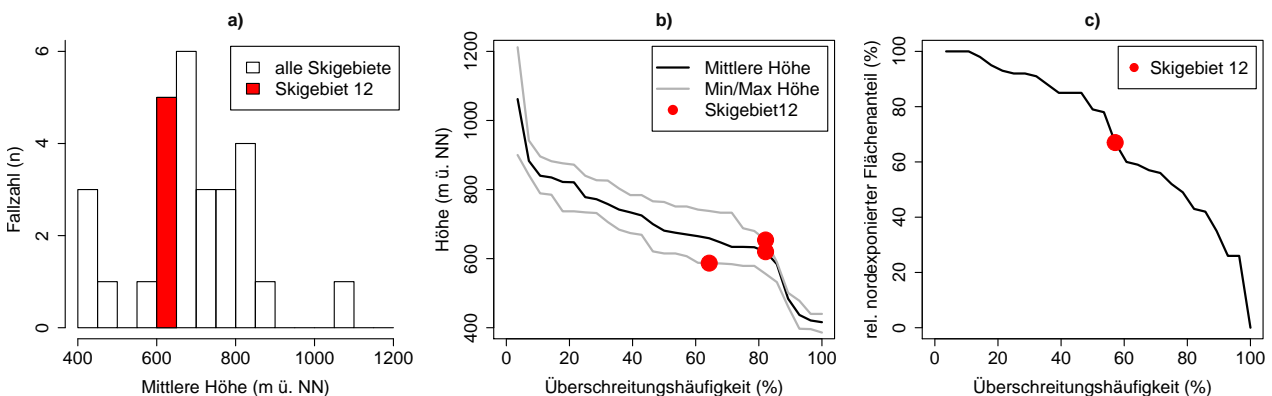 a)
Fallzahl (n)
6
4
2
0
alle Skigebiete
Skigebiet 12
400 600 800 1000 1200
Mittlere Höhe (m ü. NN)
b)
Höhe (m ü. NN)
1200
1000
800
600
400
Mittlere Höhe
Min/Max Höhe
Skigebiet12
0 20 40 60 80 100
Überschreitungshäufigkeit (%)
c)
rel. nordexponierter Flächenanteil (%)
100
80
60
40
20
0
Skigebiet 12
0 20 40 60 80 100
Überschreitungshäufigkeit (%)